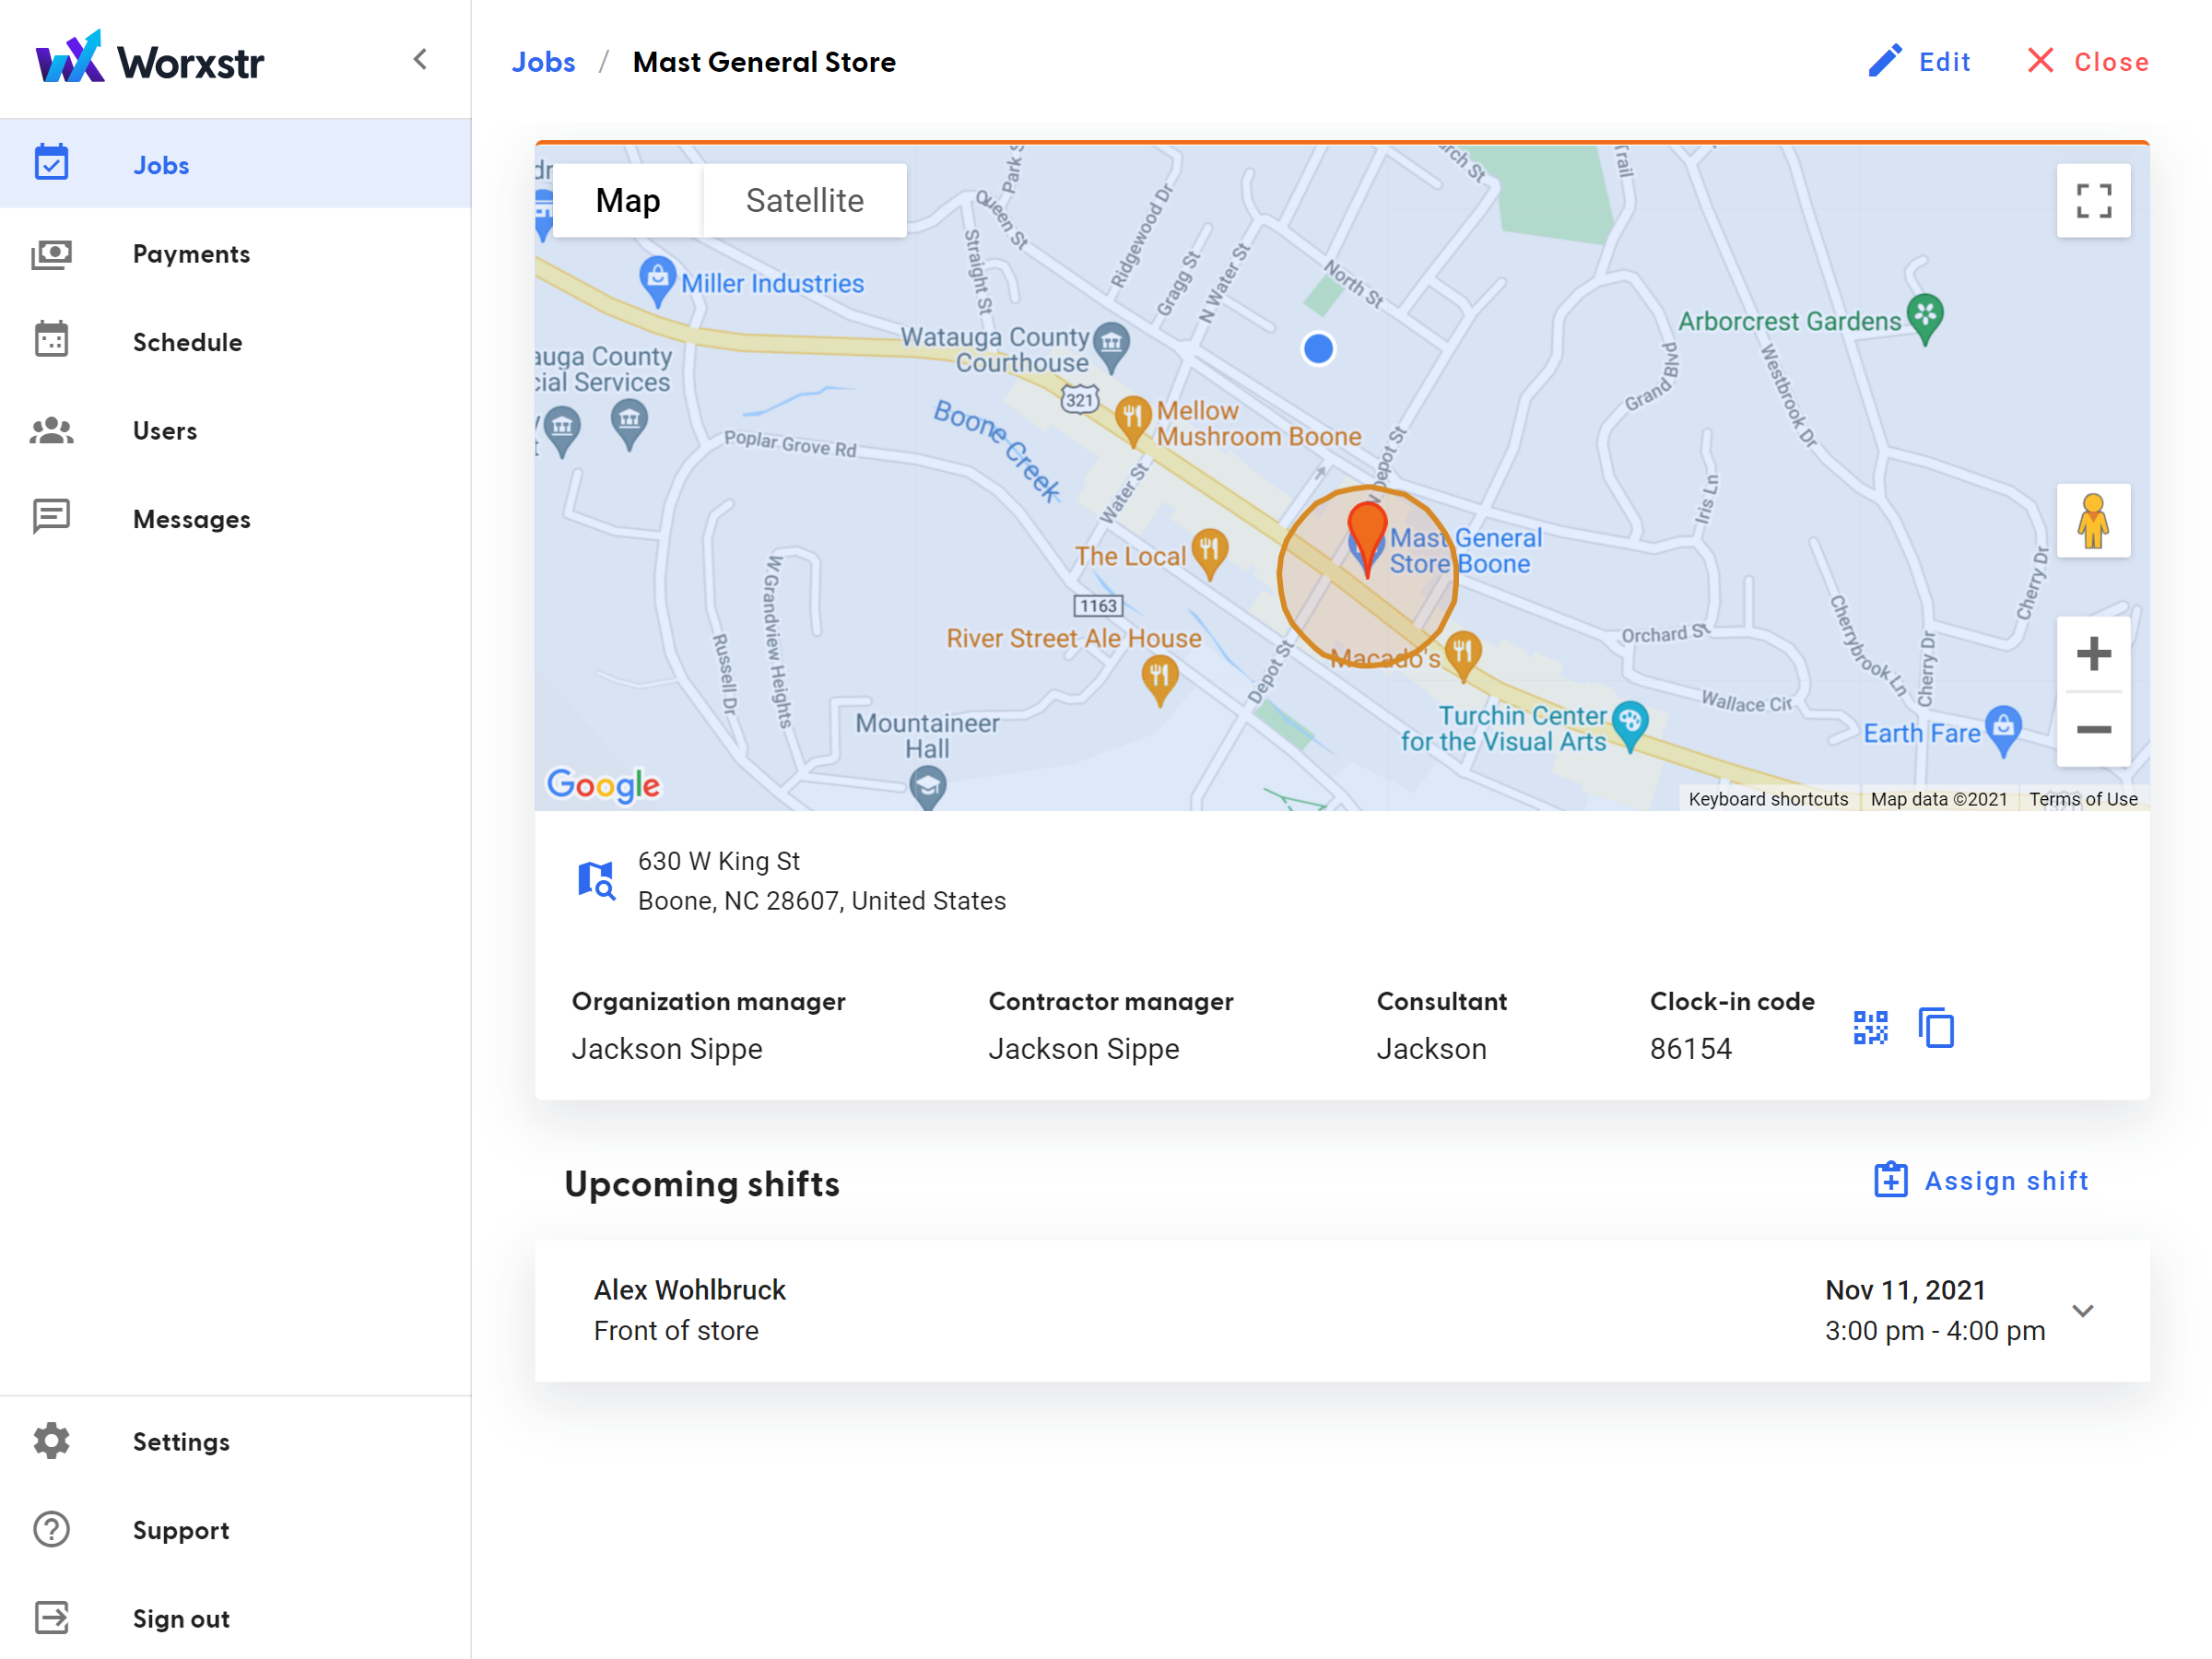 Worxstr
Jobs
Payments
Schedule
Users
Messages
Settings
Support
Sign out
Jobs / Mast General Store
Edit
Close
Map
Satellite
Park S
Queen St
Straight St
Ridgewood Dr
Gragg St
N Water St
North St
Trail
Miller Industries
Watauga County
Courthouse
auga County
cial Services
321
Mellow
Mushroom Boone
Boone Creek
Poplar Grove Rd
Water St
Depot St
Arborcrest Gardens
Grand Blvd
Westbrook Dr
Iris Ln
The Local
Mast General
Store Boone
1163
River Street Ale House
W Grandview Heights
Russell Dr
Depot St
Macado's
Orchard St
Cherrybrook Ln
Cherry Dr
Cherry Dr
Wallace Cir
Mountaineer
Hall
Turchin Center
for the Visual Arts
Earth Fare
Google
Keyboard shortcuts
Map data ©2021
Terms of Use
630 W King St
Boone, NC 28607, United States
Organization manager
Jackson Sippe
Contractor manager
Jackson Sippe
Consultant
Jackson
Clock-in code
86154
Upcoming shifts
Assign shift
Alex Wohlbruck
Front of store
Nov 11, 2021
3:00 pm - 4:00 pm